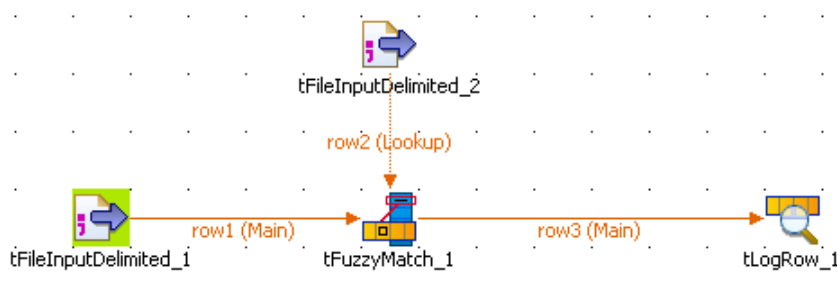 tFileInputDelimited_2
row2 (Lookup)
row1 (Main)
row3 (Main)
tFileInputDelimited_1
tFuzzyMatch_1
tLogRow_1